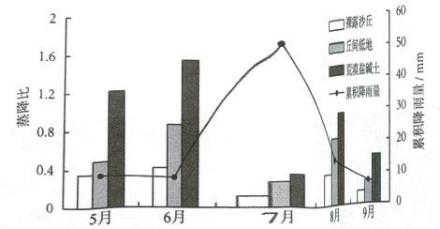 2
1.6
1.2
0.8
0.4
0
蒸降比
裸露沙丘
丘间低地
荒漠盐碱土
累积降雨量
60
50
40
30
20
10
0
累积降雨量/mm
5月
6月
7月
8月
9月